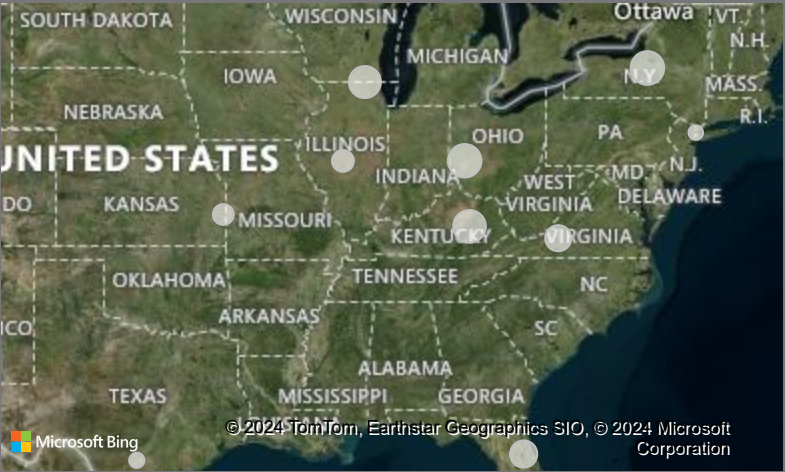 Ottawa
SOUTH DAKOTA
WISCONSIN
VT.
N.H.
MICHIGAN
IOWA
N.Y.
MASS.
NEBRASKA
R.I.
ILLINOIS
OHIO
PA
UNITED STATES
INDIANA
MD.
N.J.
WEST
VIRGINIA
DELAWARE
DO
KANSAS
MISSOURI
KENTUCKY
VIRGINIA
OKLAHOMA
TENNESSEE
NC
ARKANSAS
ICO
SC
ALABAMA
TEXAS
MISSISSIPPI
GEORGIA
LOUISIANA
© 2024 TomTom, Earthstar Geographics SIO, © 2024 Microsoft
Corporation
Microsoft Bing